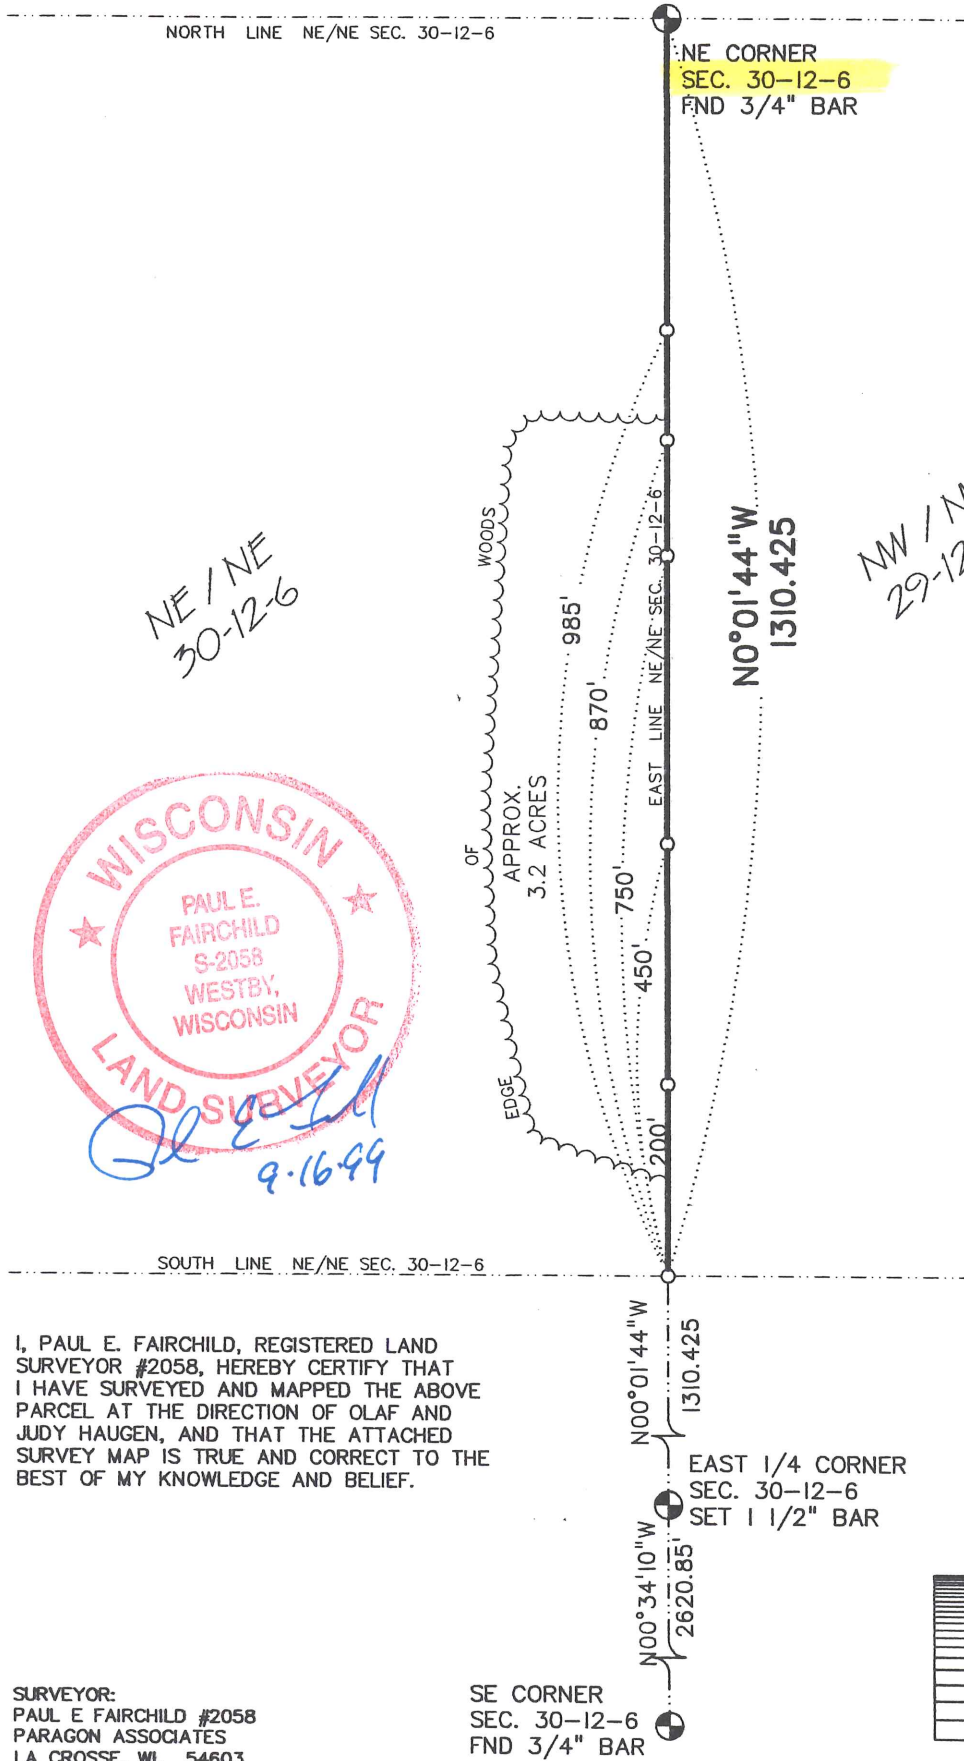 NORTH LINE NE/NE SEC. 30-12-6
NE CORNER
SEC. 30-12-6
FND 3/4" BAR
NE / NE
30-12-6
NW /
29-12
WOODS
OF
EDGE
APPROX.
3.2 ACRES
985'
870'
750'
450'
200'
EAST LINE NE/NE SEC. 30-12-6
N0°01'44"W
1310.425
WISCONSIN
LAND SURVEYOR
PAUL E.
FAIRCHILD
S-2058
WESTBY,
WISCONSIN
9-16-99
SOUTH LINE NE/NE SEC. 30-12-6
I, PAUL E. FAIRCHILD, REGISTERED LAND
SURVEYOR #2058, HEREBY CERTIFY THAT
I HAVE SURVEYED AND MAPPED THE ABOVE
PARCEL AT THE DIRECTION OF OLAF AND
JUDY HAUGEN, AND THAT THE ATTACHED
SURVEY MAP IS TRUE AND CORRECT TO THE
BEST OF MY KNOWLEDGE AND BELIEF.
N00°01'44"W
1310.425
EAST 1/4 CORNER
SEC. 30-12-6
SET 1 1/2" BAR
N00°34'10"W
2620.85'
SE CORNER
SEC. 30-12-6
FND 3/4" BAR
SURVEYOR:
PAUL E FAIRCHILD #2058
PARAGON ASSOCIATES
LA CROSSE, WI. 54603